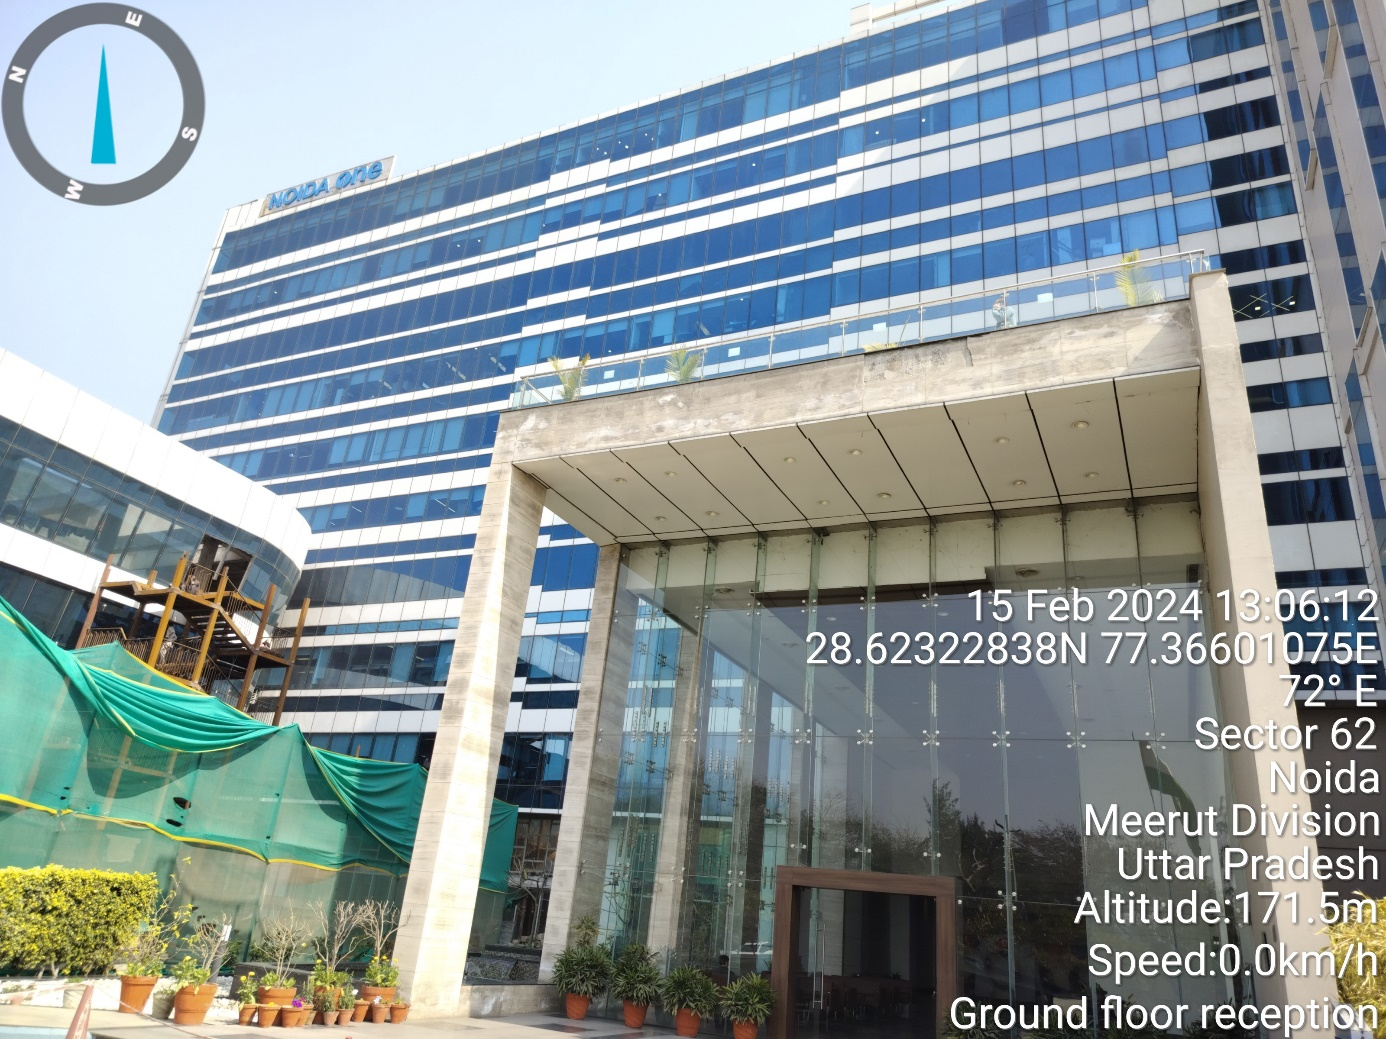 E
N
S
W
NOIDA one
15 Feb 2024 13:06:12
28.62322838N 77.36601075E
72° E
Sector 62
Noida
Meerut Division
Uttar Pradesh
Altitude:171.5m
Speed:0.0km/h
Ground floor reception